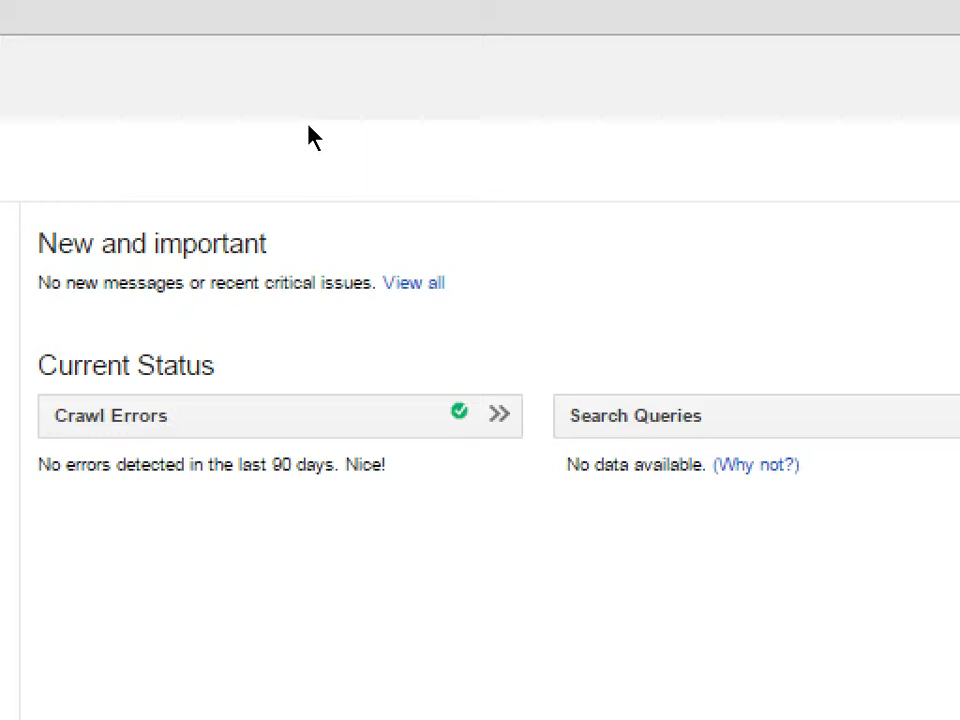 New and important
No new messages or recent critical issues. View all
Current Status
Crawl Errors
Search Queries
No errors detected in the last 90 days. Nice!
No data available. (Why not?)